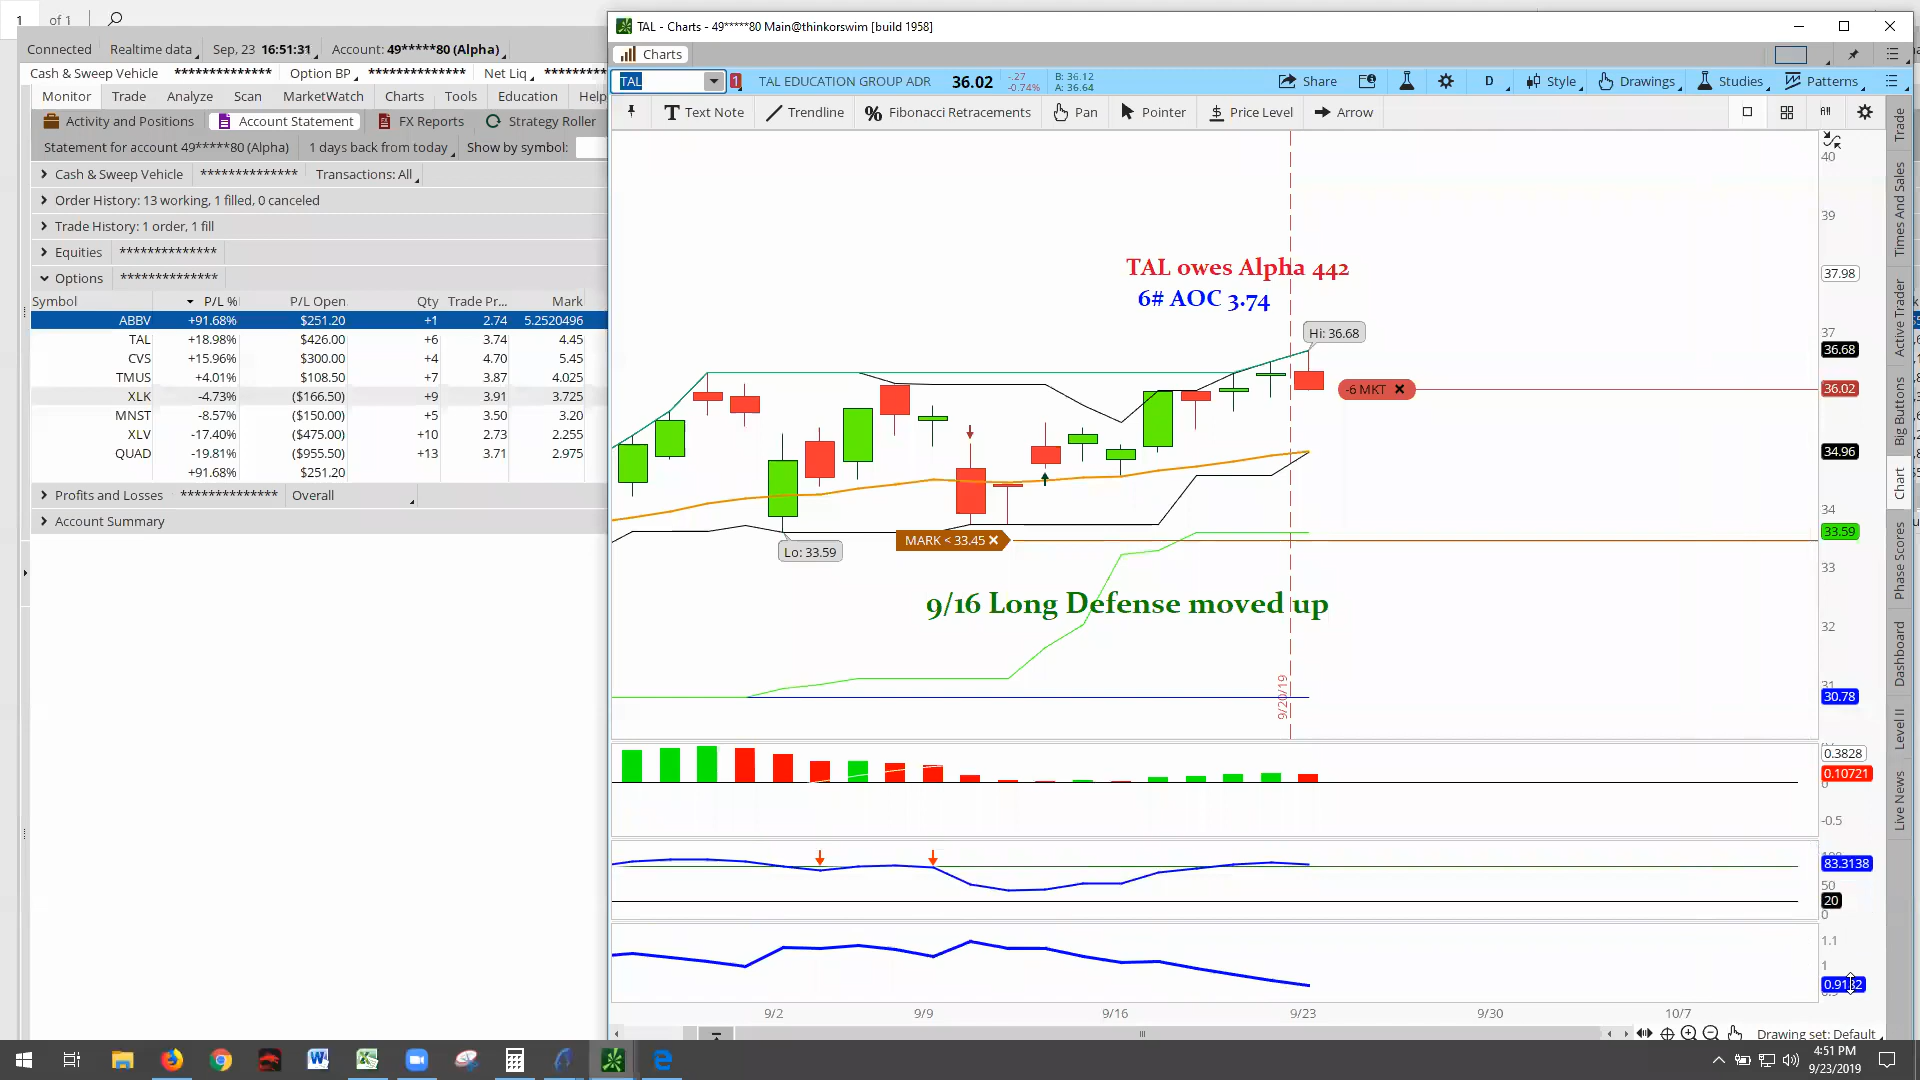 1 of 1
TAL - Charts - 49*****80 Main@thinkorswim [build 1958]
Charts
Connected Realtime data Sep, 23 16:51:31 Account: 49*****80 (Alpha)
Cash & Sweep Vehicle ************** Option BP ************** Net Liq
Monitor Trade Analyze Scan MarketWatch Charts Tools Education Help
Activity and Positions Account Statement FX Reports Strategy Roller
Statement for account 49*****80 (Alpha) 1 days back from today Show by symbol:
Cash & Sweep Vehicle ************** Transactions: All
Order History: 13 working, 1 filled, 0 canceled
Trade History: 1 order, 1 fill
Equities **************
Options **************
Symbol P/L % P/L Open Qty Trade Pr... Mark
ABBV +91.68% $251.20 +1 2.74 5.2520496
TAL +18.98% $426.00 +6 3.74 4.45
CVS +15.96% $300.00 +4 4.70 5.45
TMUS +4.01% $108.50 +7 3.87 4.025
XLK -4.73% ($166.50) +9 3.91 3.725
MNST -8.57% ($150.00) +5 3.50 3.20
XLV -17.40% ($475.00) +10 2.73 2.255
QUAD -19.81% ($955.50) +13 3.71 2.975
+91.68% $251.20
Profits and Losses ************** Overall
Account Summary
TAL 1 TAL EDUCATION GROUP ADR 36.02 -.27 -0.74% B: 36.12 A: 36.64 Share D Style Drawings Studies Patterns
Text Note Trendline Fibonacci Retracements Pan Pointer Price Level Arrow
TAL owes Alpha 442
6# AOC 3.74
Hi: 36.68
-6 MKT
MARK < 33.45
Lo: 33.59
9/16 Long Defense moved up
9/20/19
40
39
37.98
37
36.68
36.02
34.96
34
33.59
33
32
31
30.78
0.3828
0.10721
0
-0.5
83.3138
50
20
0
1.1
1
9/2 9/9 9/16 9/23 9/30 10/7
Drawing set: Default
Trade
Times And Sales
Active Trader
Big Buttons
Chart
Phase Scores
Dashboard
Level II
Live News
4:51 PM
9/23/2019